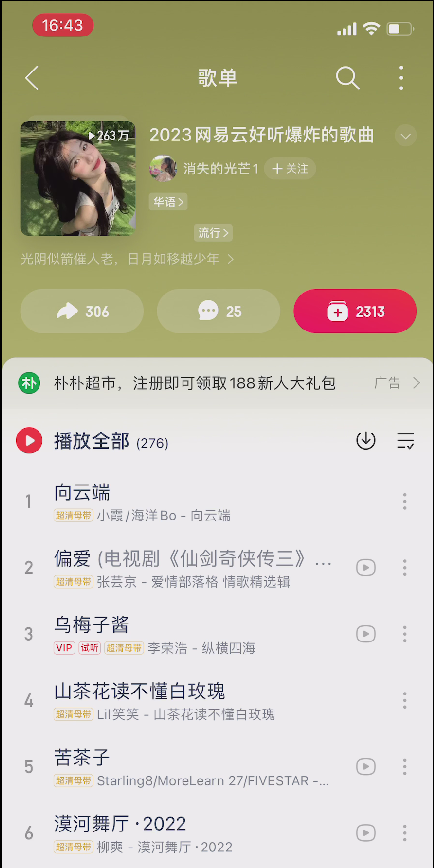 16:43
歌单
263万
2023网易云好听爆炸的歌曲
消失的光芒1
+关注
华语
流行
光阴似箭催人老，日月如移越少年
306
25
2313
朴
朴朴超市，注册即可领取188新人大礼包
广告
播放全部 (276)
1
向云端
超清母带 小霞/海洋Bo - 向云端
2
偏爱 (电视剧《仙剑奇侠传三》...
超清母带 张芸京 - 爱情部落格 情歌精选辑
3
乌梅子酱
VIP 试听 超清母带 李荣浩 - 纵横四海
4
山茶花读不懂白玫瑰
超清母带 Lil笑笑 - 山茶花读不懂白玫瑰
5
苦茶子
超清母带 Starling8/MoreLearn 27/FIVESTAR -...
6
漠河舞厅·2022
超清母带 柳爽 - 漠河舞厅·2022